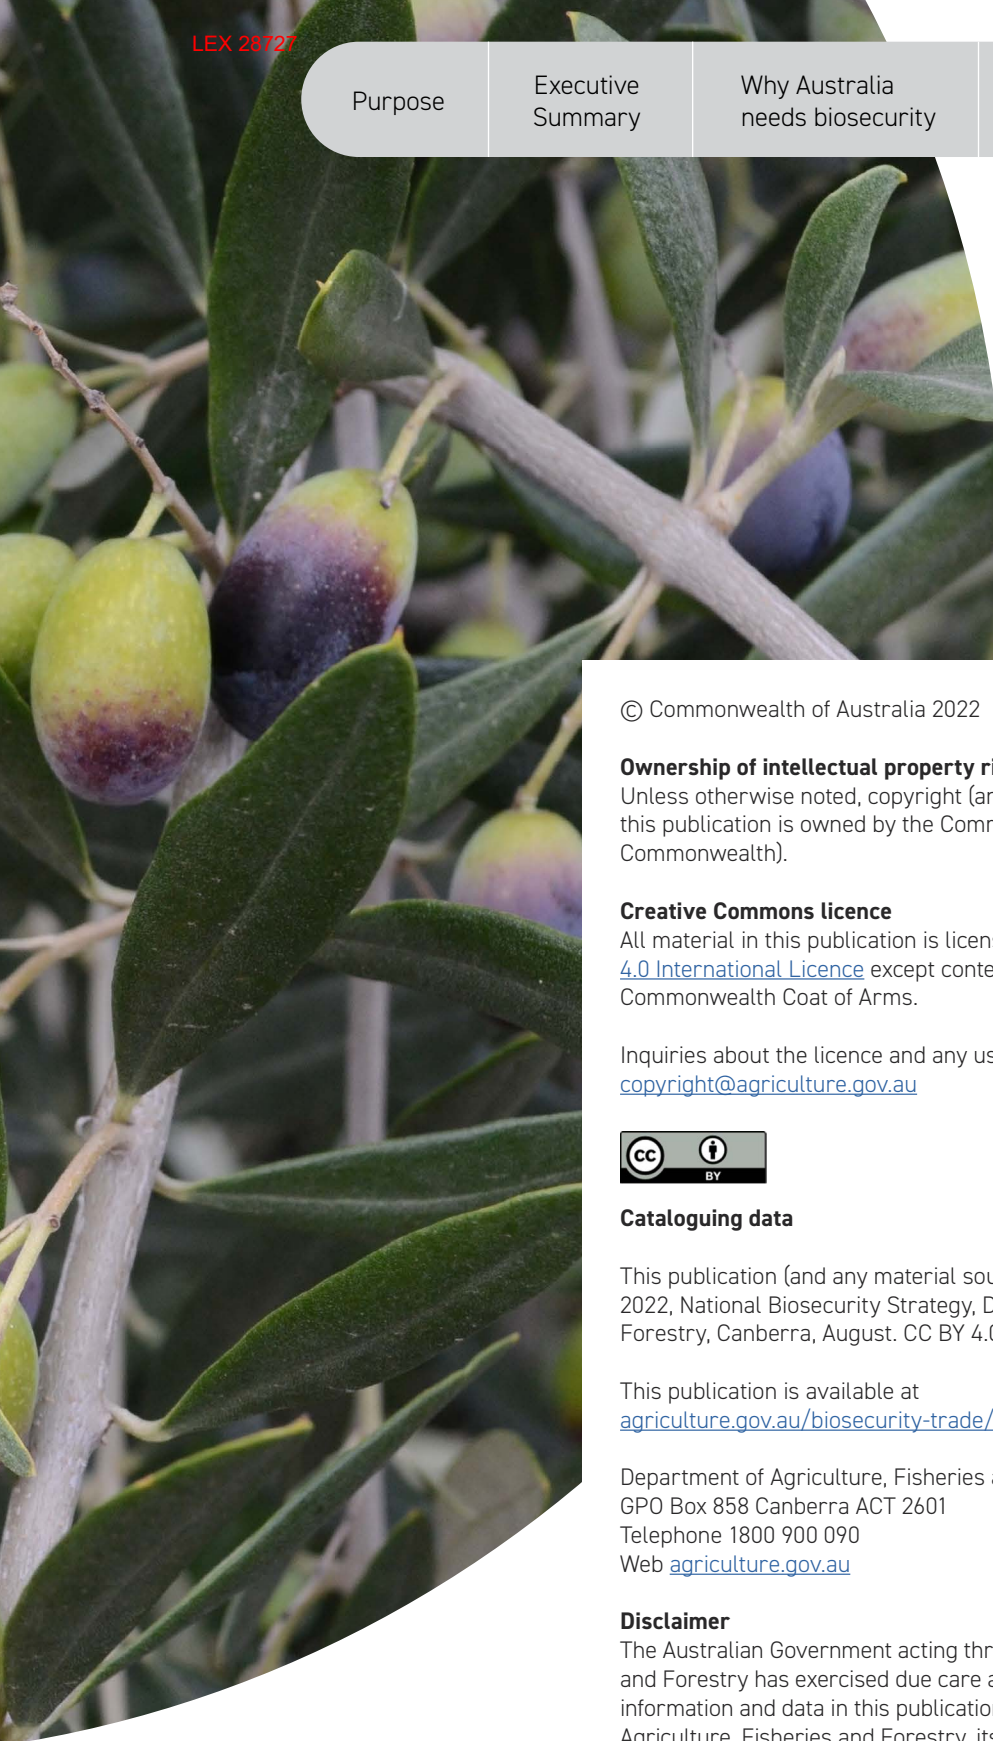 LEX 28727
Purpose
Executive
Summary
Why Australia
needs biosecurity
© Commonwealth of Australia 2022
Ownership of intellectual property
Unless otherwise noted, copyright
this publication is owned by the
Commonwealth).
Creative Commons licence
All material in this publication is
4.0 International Licence except
Commonwealth Coat of Arms.
Inquiries about the licence and any
copyright@agriculture.gov.au
cc
BY
Cataloguing data
This publication (and any material
2022, National Biosecurity Strategy,
Forestry, Canberra, August. CC BY
This publication is available at
agriculture.gov.au/biosecurity-trade/
Department of Agriculture, Fisheries
GPO Box 858 Canberra ACT 2601
Telephone 1800 900 090
Web agriculture.gov.au
Disclaimer
The Australian Government acting
and Forestry has exercised due care
information and data in this
Agriculture, Fisheries and Forestry,